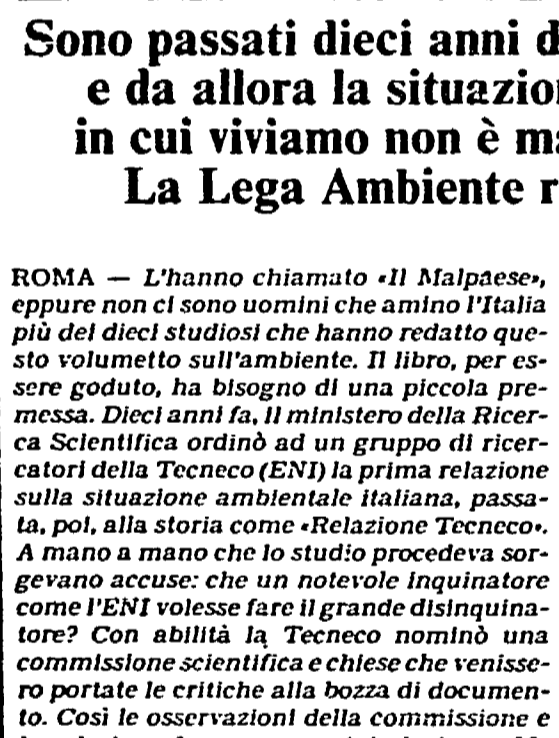 Sono passati dieci anni d
e da allora la situazio
in cui viviamo non è ma
La Lega Ambiente r
ROMA — L'hanno chiamato «Il Malpaese»,
eppure non ci sono uomini che amino l'Italia
più dei dieci studiosi che hanno redatto que-
sto volumetto sull'ambiente. Il libro, per es-
sere goduto, ha bisogno di una piccola pre-
messa. Dieci anni fa, il ministero della Ricer-
ca Scientifica ordinò ad un gruppo di ricer-
catori della Tecneco (ENI) la prima relazione
sulla situazione ambientale italiana, passa-
ta, poi, alla storia come «Relazione Tecneco».
A mano a mano che lo studio procedeva sor-
gevano accuse: che un notevole inquinatore
come l'ENI volesse fare il grande disinquina-
tore? Con abilità la Tecneco nominò una
commissione scientifica e chiese che venisse-
ro portate le critiche alla bozza di documen-
to. Così le osservazioni della commissione e